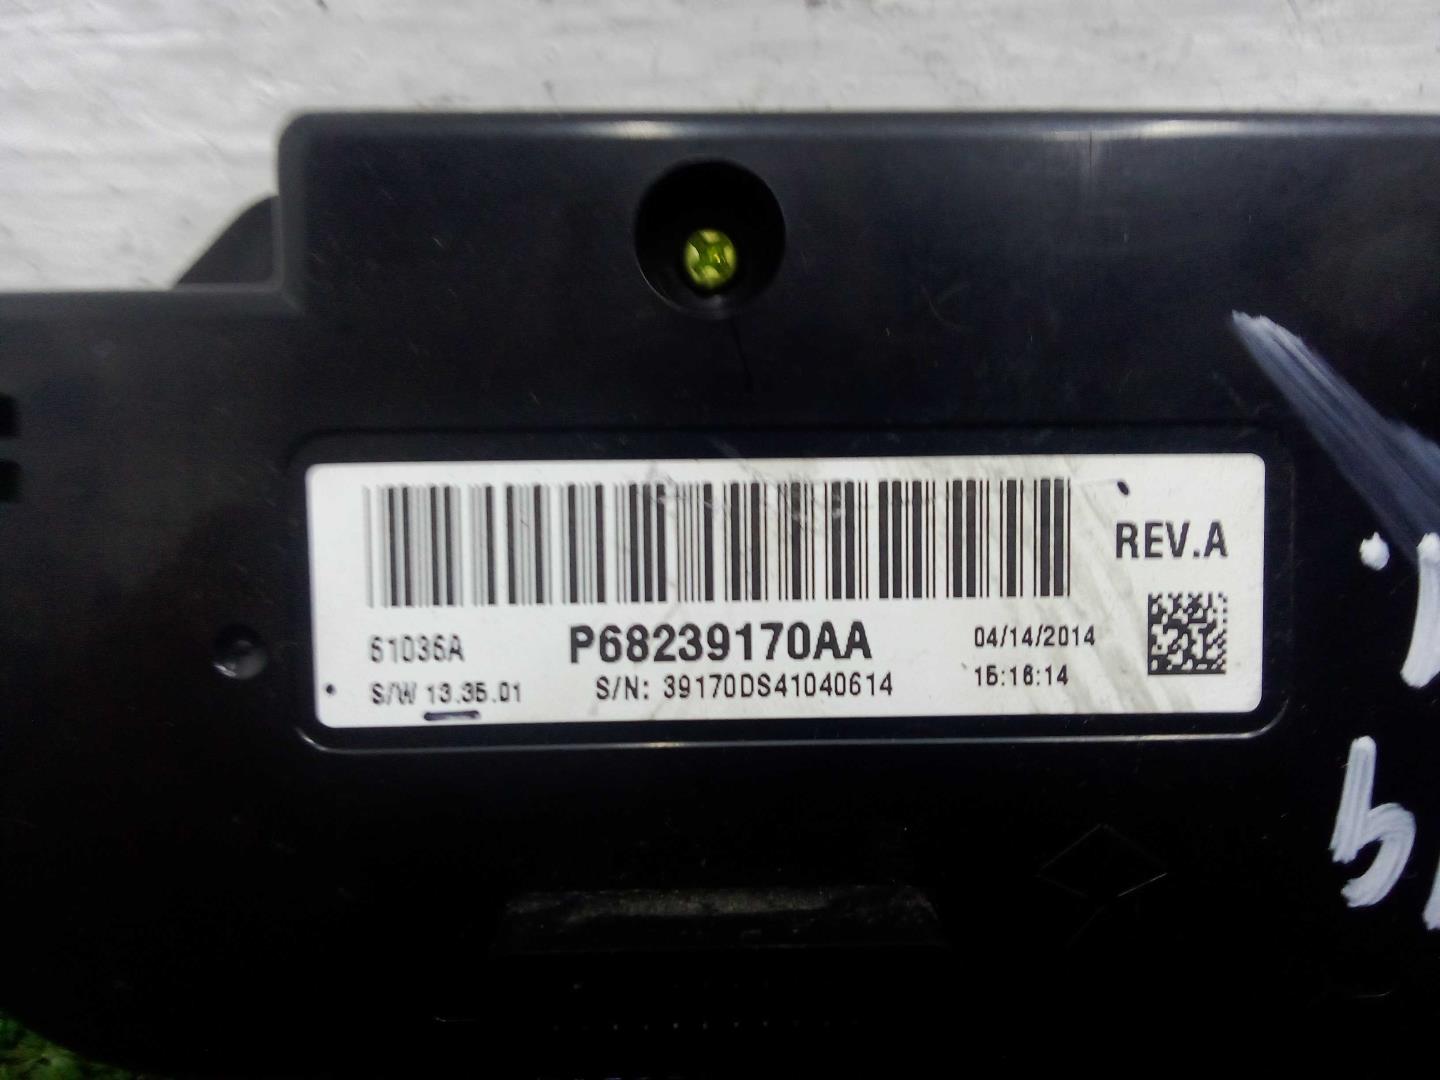 REV.A
61036A P68239170AA 04/14/2014
S/W 13.35.01 S/N: 39170DS41040614 15:16:14